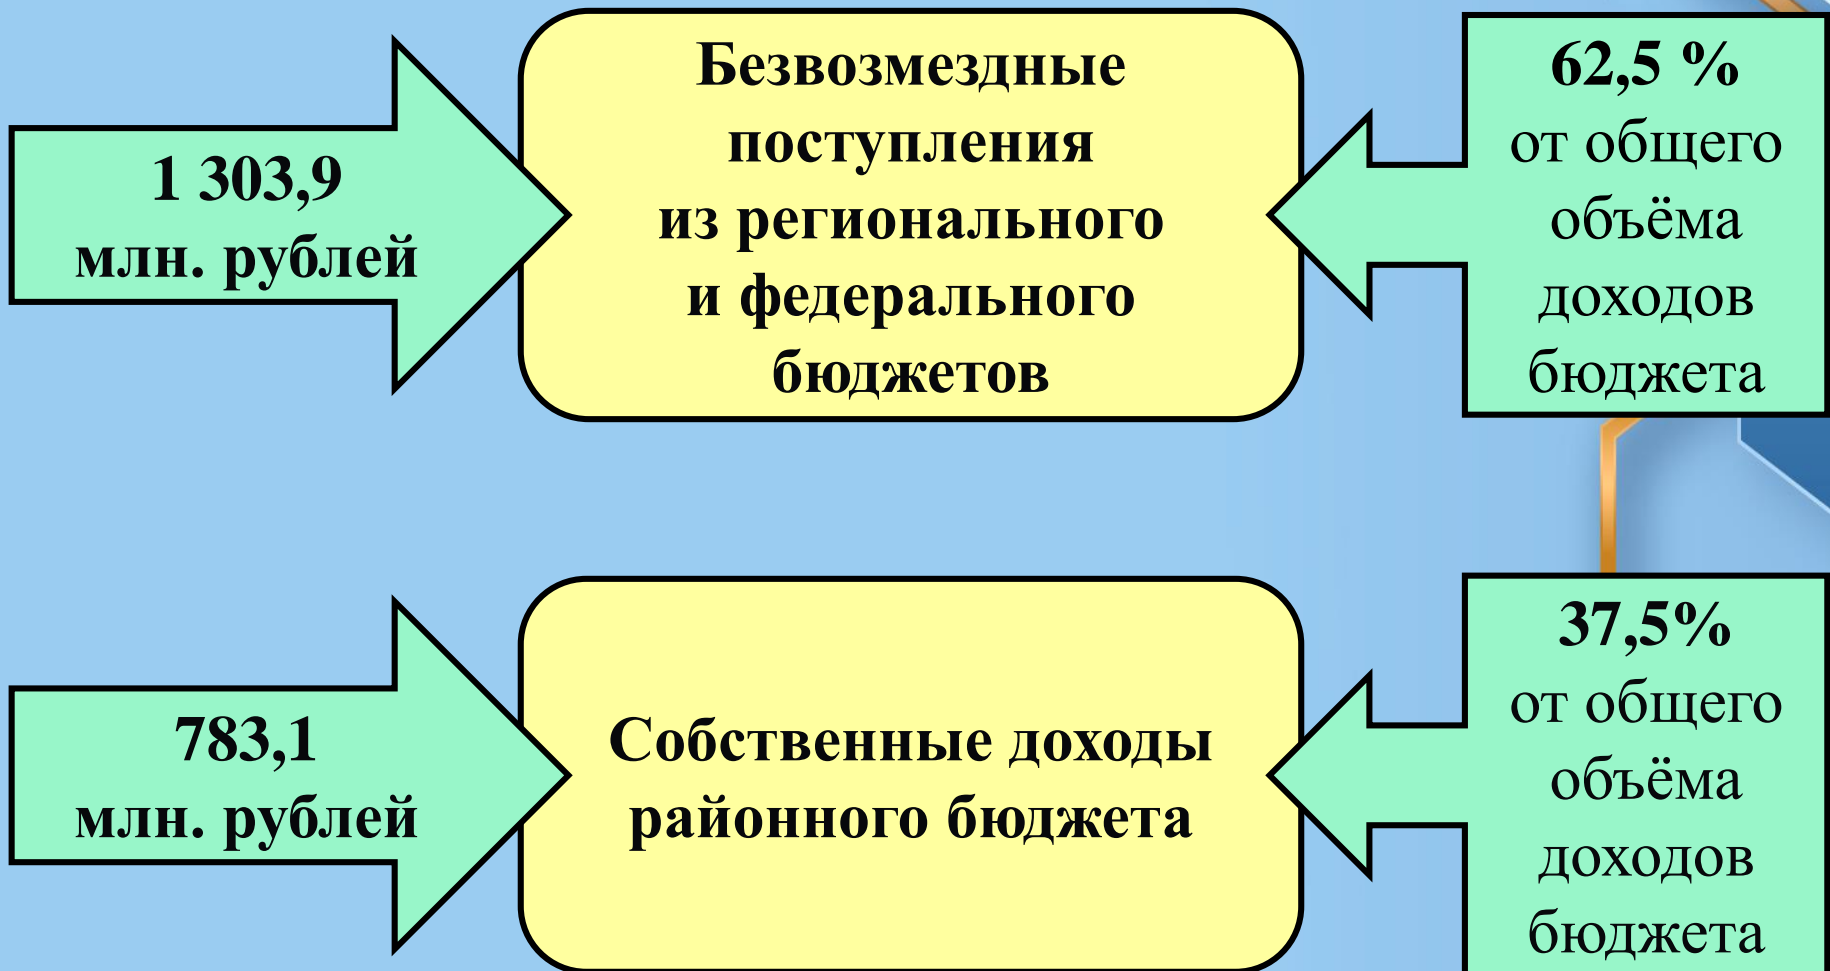 1 303,9
млн. рублей
Безвозмездные
поступления
из регионального
и федерального
бюджетов
62,5 %
от общего
объёма
доходов
бюджета
783,1
млн. рублей
Собственные доходы
районного бюджета
37,5%
от общего
объёма
доходов
бюджета